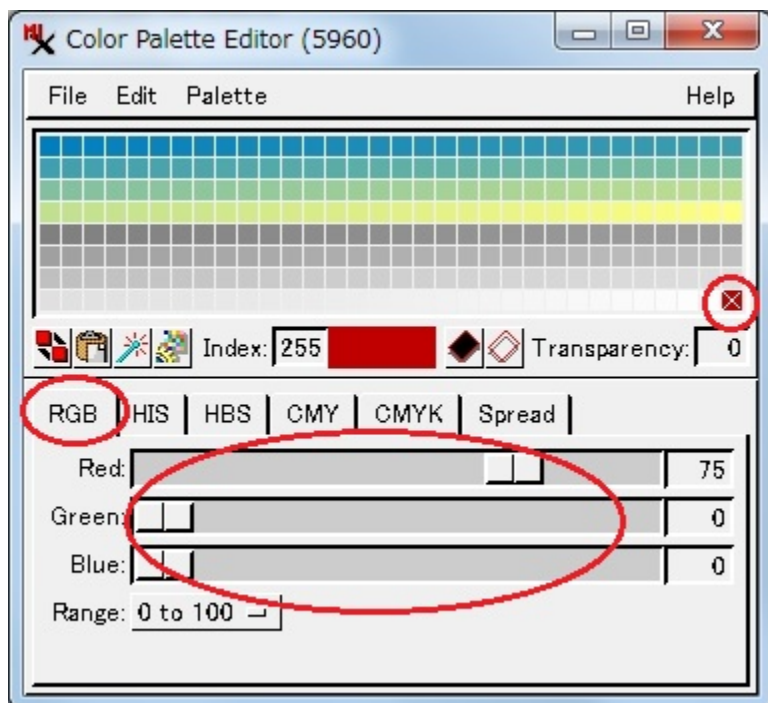 Color Palette Editor (5960)
File Edit Palette Help
Index: 255 Transparency: 0
RGB HIS HBS CMY CMYK Spread
Red: 75
Green: 0
Blue: 0
Range: 0 to 100